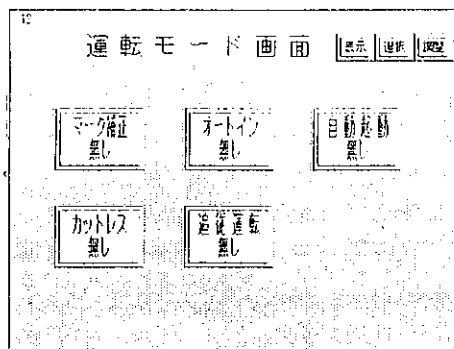 運転モード画面
表示 選択 調整
マーク補正
無し
オートイン
無し
自動起動
無し
カットレス
無し
追従運転
無し